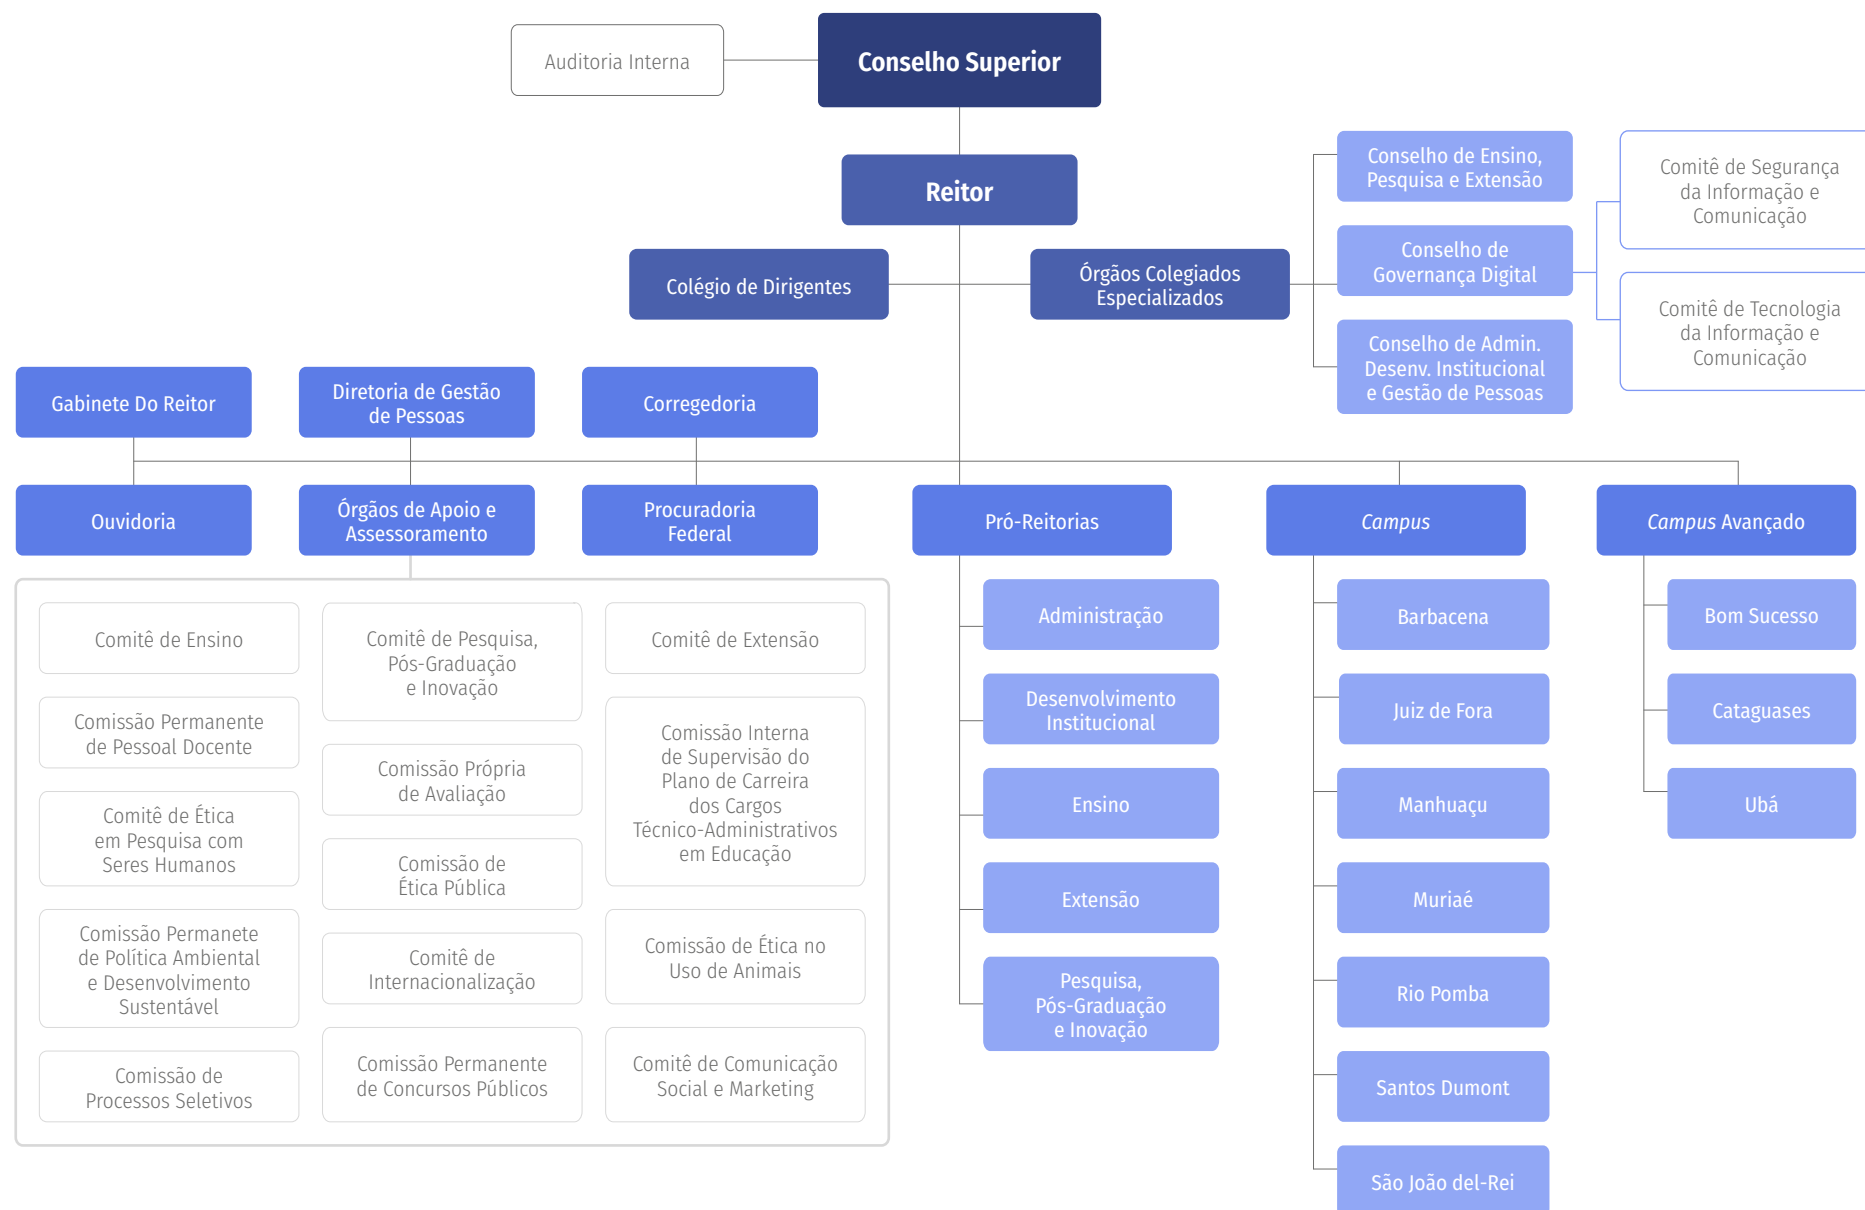 Auditoria Interna
Conselho Superior
Reitor
Colégio de Dirigentes
Órgãos Colegiados
Especializados
Conselho de Ensino,
Pesquisa e Extensão
Conselho de
Governança Digital
Conselho de Admin.
Desenv. Institucional
e Gestão de Pessoas
Comitê de Segurança
da Informação e
Comunicação
Comitê de Tecnologia
da Informação e
Comunicação
Gabinete Do Reitor
Diretoria de Gestão
de Pessoas
Corregedoria
Ouvidoria
Órgãos de Apoio e
Assessoramento
Procuradoria
Federal
Pró-Reitorias
Campus
Campus Avançado
Comitê de Ensino
Comissão Permanente
de Pessoal Docente
Comitê de Ética
em Pesquisa com
Seres Humanos
Comissão Permanete
de Política Ambiental
e Desenvolvimento
Sustentável
Comissão de
Processos Seletivos
Comitê de Pesquisa,
Pós-Graduação
e Inovação
Comissão Própria
de Avaliação
Comissão de
Ética Pública
Comitê de
Internacionalização
Comissão Permanente
de Concursos Públicos
Comitê de Extensão
Comissão Interna
de Supervisão do
Plano de Carreira
dos Cargos
Técnico-Administrativos
em Educação
Comissão de Ética no
Uso de Animais
Comitê de Comunicação
Social e Marketing
Administração
Desenvolvimento
Institucional
Ensino
Extensão
Pesquisa,
Pós-Graduação
e Inovação
Barbacena
Juiz de Fora
Manhuaçu
Muriaé
Rio Pomba
Santos Dumont
São João del-Rei
Bom Sucesso
Cataguases
Ubá